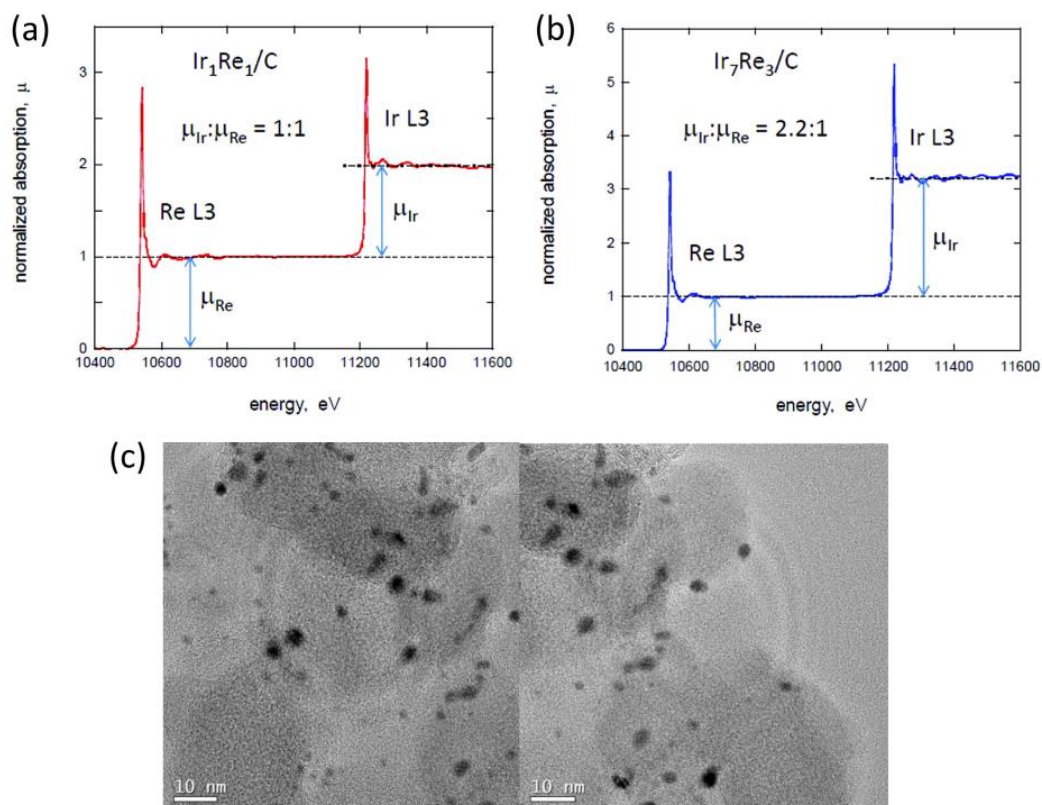 (a)
Ir₁Re₁/C
μIr:μRe = 1:1
Ir L3
Re L3
μIr
μRe
normalized absorption, μ
3
2
1
0
10400 10600 10800 11000 11200 11400 11600
energy, eV
(b)
Ir₇Re₃/C
μIr:μRe = 2.2:1
Ir L3
Re L3
μIr
μRe
normalized absorption, μ
6
5
4
3
2
1
0
10400 10600 10800 11000 11200 11400 11600
energy, eV
(c)
10 nm
10 nm